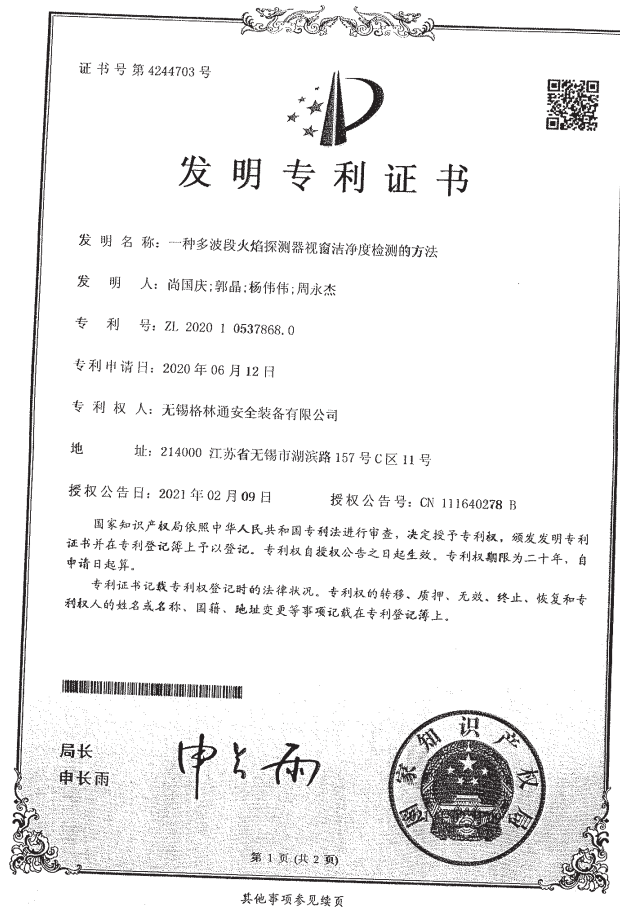 证书号第4244703号
发明专利证书
发明名称：一种多波段火焰探测器视窗洁净度检测的方法
发明人：尚国庆;郭晶;杨伟伟;周永杰
专利号：ZL 2020 1 0537868.0
专利申请日：2020年06月12日
专利权人：无锡格林通安全装备有限公司
地址：214000 江苏省无锡市湖滨路157号C区11号
授权公告日：2021年02月09日 授权公告号：CN 111640278 B
国家知识产权局依照中华人民共和国专利法进行审查，决定授予专利权，颁发发明专利
证书并在专利登记簿上予以登记。专利权自授权公告之日起生效。专利权期限为二十年，自
申请日起算。
专利证书记载专利权登记时的法律状况。专利权的转移、质押、无效、终止、恢复和专
利权人的姓名或名称、国籍、地址变更等事项记载在专利登记簿上。
局长
申长雨
申长雨
国家知识产权局
第1页(共2页)
其他事项参见续页